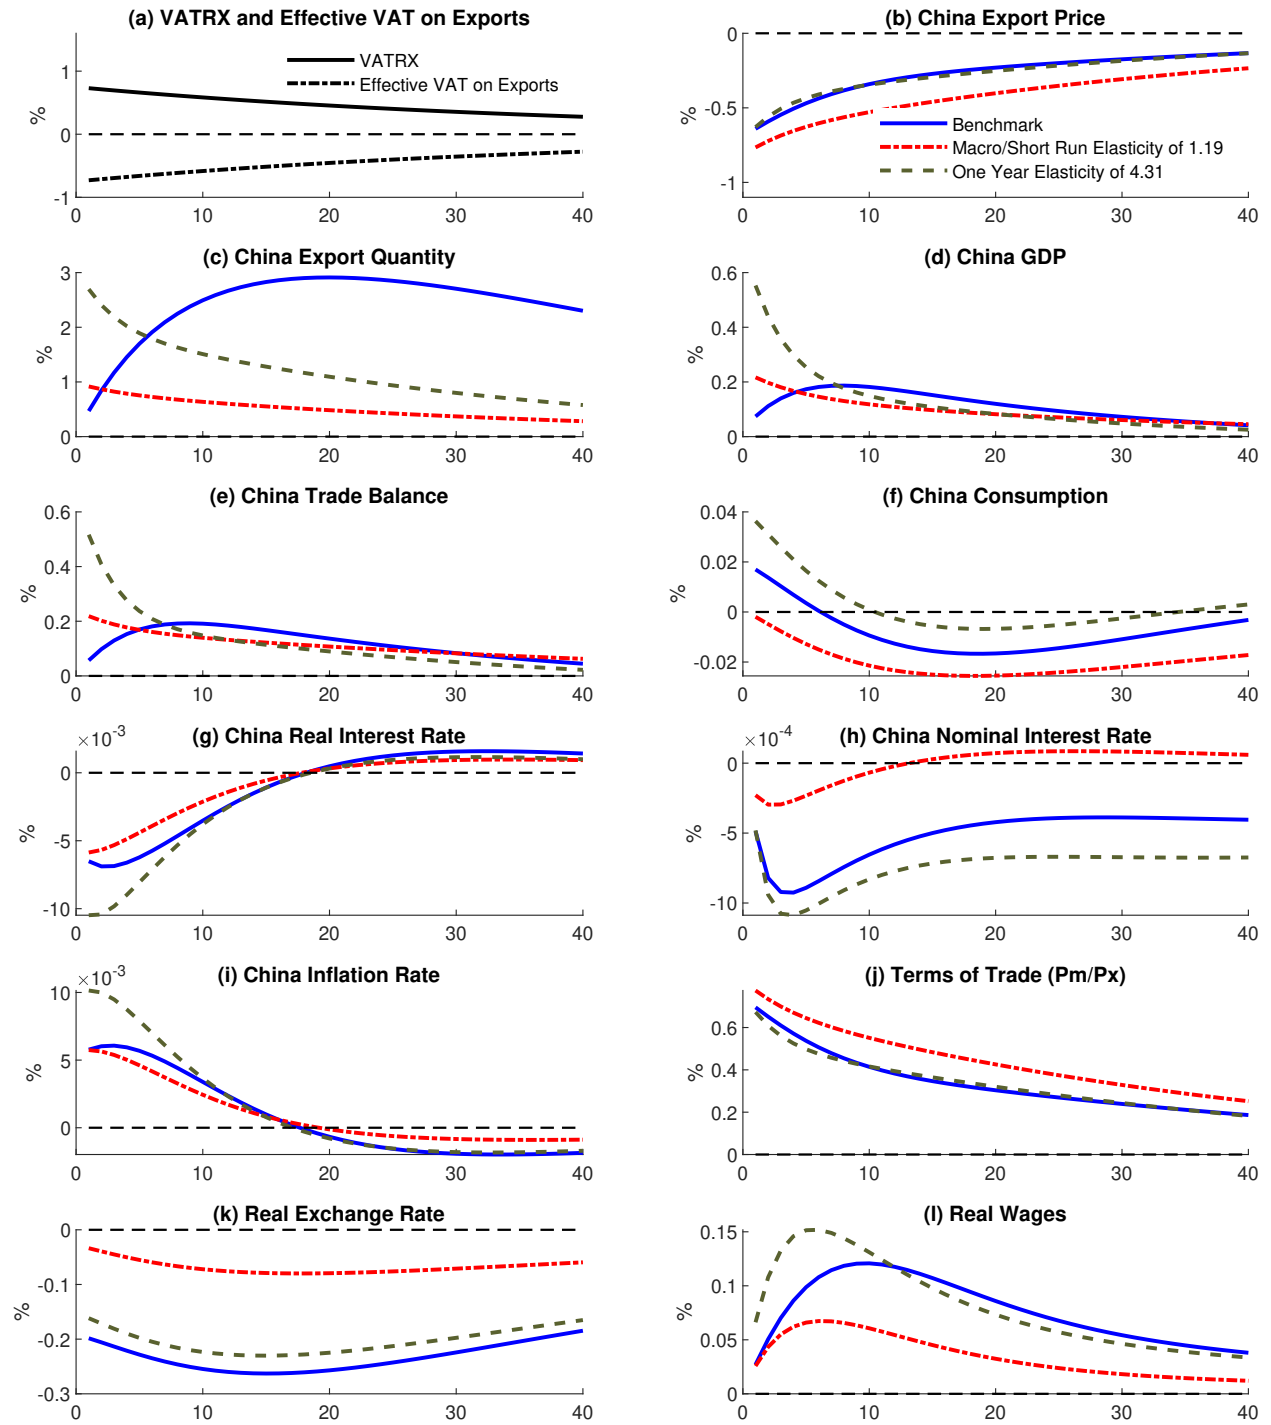 (a) VATRX and Effective VAT on Exports
VATRX
Effective VAT on Exports
%
1
0
-1
0 10 20 30 40
(b) China Export Price
Benchmark
Macro/Short Run Elasticity of 1.19
One Year Elasticity of 4.31
%
0
-0.5
-1
0 10 20 30 40
(c) China Export Quantity
%
3
2
1
0
0 10 20 30 40
(d) China GDP
%
0.6
0.4
0.2
0
0 10 20 30 40
(e) China Trade Balance
%
0.6
0.4
0.2
0
0 10 20 30 40
(f) China Consumption
%
0.04
0.02
0
-0.02
0 10 20 30 40
×10-3
(g) China Real Interest Rate
%
0
-5
-10
0 10 20 30 40
×10-4
(h) China Nominal Interest Rate
%
0
-5
-10
0 10 20 30 40
×10-3
(i) China Inflation Rate
%
10
5
0
0 10 20 30 40
(j) Terms of Trade (Pm/Px)
%
0.6
0.4
0.2
0
0 10 20 30 40
(k) Real Exchange Rate
%
0
-0.1
-0.2
-0.3
0 10 20 30 40
(l) Real Wages
%
0.15
0.1
0.05
0
0 10 20 30 40